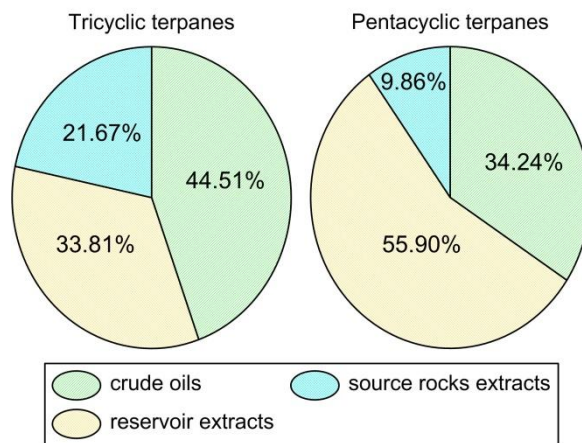 Tricyclic terpanes
Pentacyclic terpanes
21.67%
44.51%
33.81%
9.86%
34.24%
55.90%
crude oils
source rocks extracts
reservoir extracts